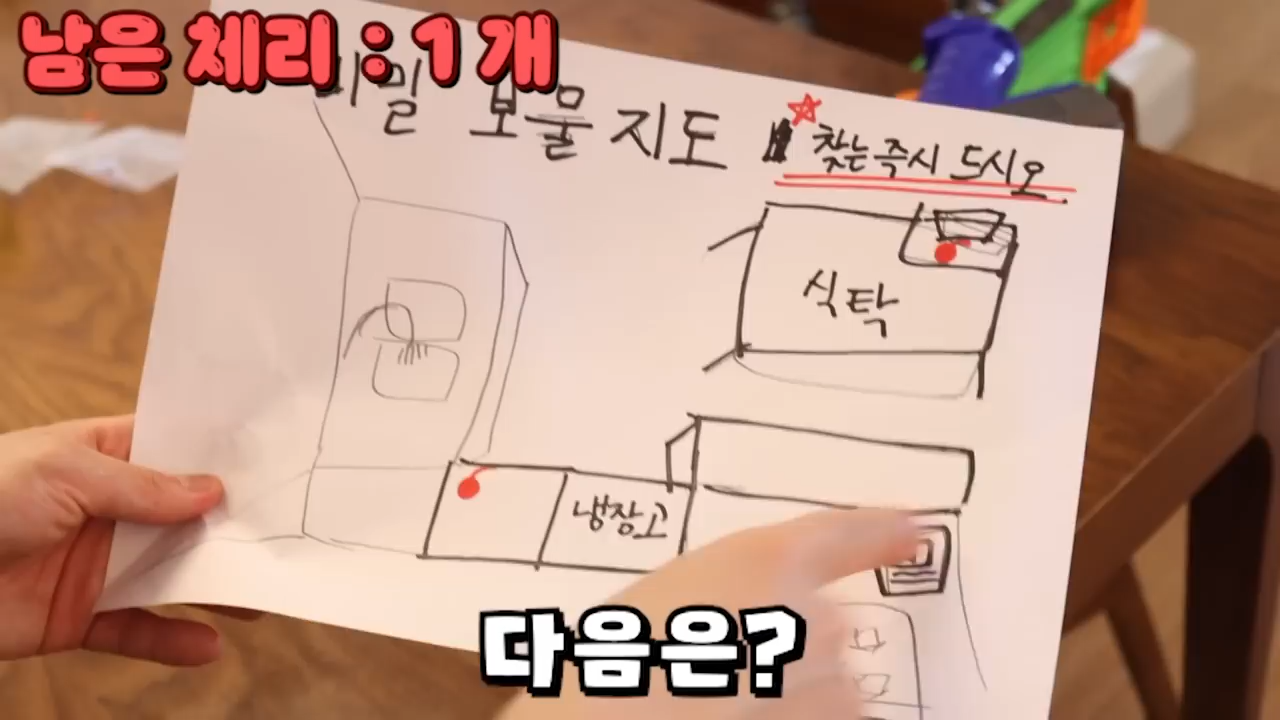 남은 체리 : 1개
비밀 보물지도
찾는 즉시 드시오
식탁
냉장고
다음은?